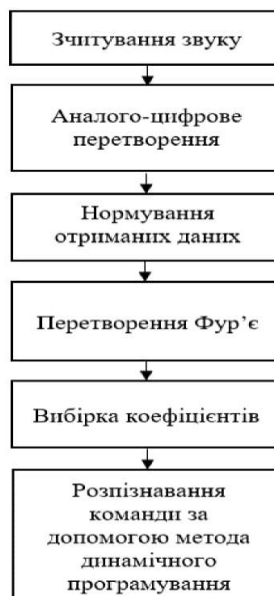 Зчитування звуку
Аналого-цифрове
перетворення
Нормування
отриманих даних
Перетворення Фур’є
Вибірка коефіцієнтів
Розпізнавання
команди за
допомогою метода
динамічного
програмування